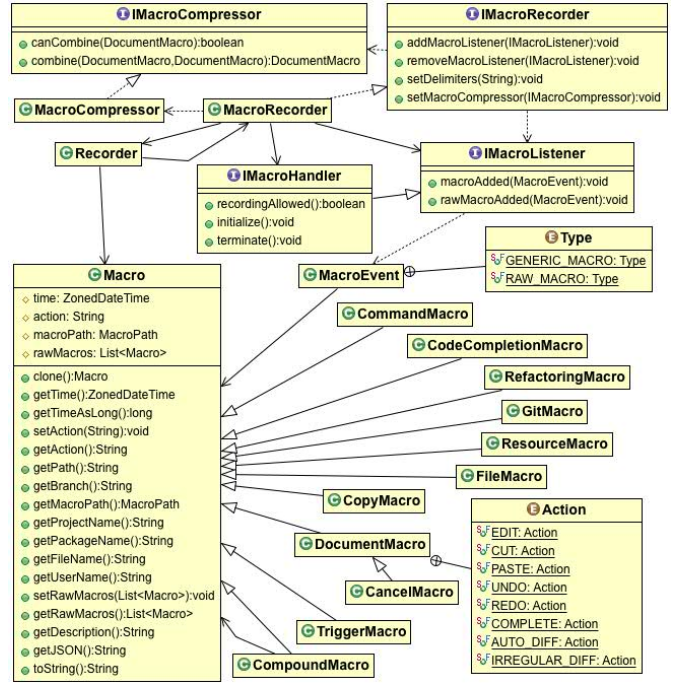 IMacroCompressor
canCombine(DocumentMacro):boolean
combine(DocumentMacro,DocumentMacro):DocumentMacro
IMacroRecorder
addMacroListener(IMacroListener):void
removeMacroListener(IMacroListener):void
setDelimiters(String):void
setMacroCompressor(IMacroCompressor):void
MacroCompressor
MacroRecorder
Recorder
IMacroHandler
recordingAllowed():boolean
initialize():void
terminate():void
IMacroListener
macroAdded(MacroEvent):void
rawMacroAdded(MacroEvent):void
Type
GENERIC_MACRO: Type
RAW_MACRO: Type
Macro
time: ZonedDateTime
action: String
macroPath: MacroPath
rawMacros: List<Macro>
clone():Macro
getTime():ZonedDateTime
getTimeAsLong():long
setAction(String):void
getAction():String
getPath():String
getBranch():String
getMacroPath():MacroPath
getProjectName():String
getPackageName():String
getFileName():String
getUserName():String
setRawMacros(List<Macro>):void
getRawMacros():List<Macro>
getDescription():String
getJSON():String
toString():String
MacroEvent
CommandMacro
CodeCompletionMacro
RefactoringMacro
GitMacro
ResourceMacro
FileMacro
CopyMacro
DocumentMacro
CancelMacro
TriggerMacro
CompoundMacro
Action
EDIT: Action
CUT: Action
PASTE: Action
UNDO: Action
REDO: Action
COMPLETE: Action
AUTO_DIFF: Action
IRREGULAR_DIFF: Action